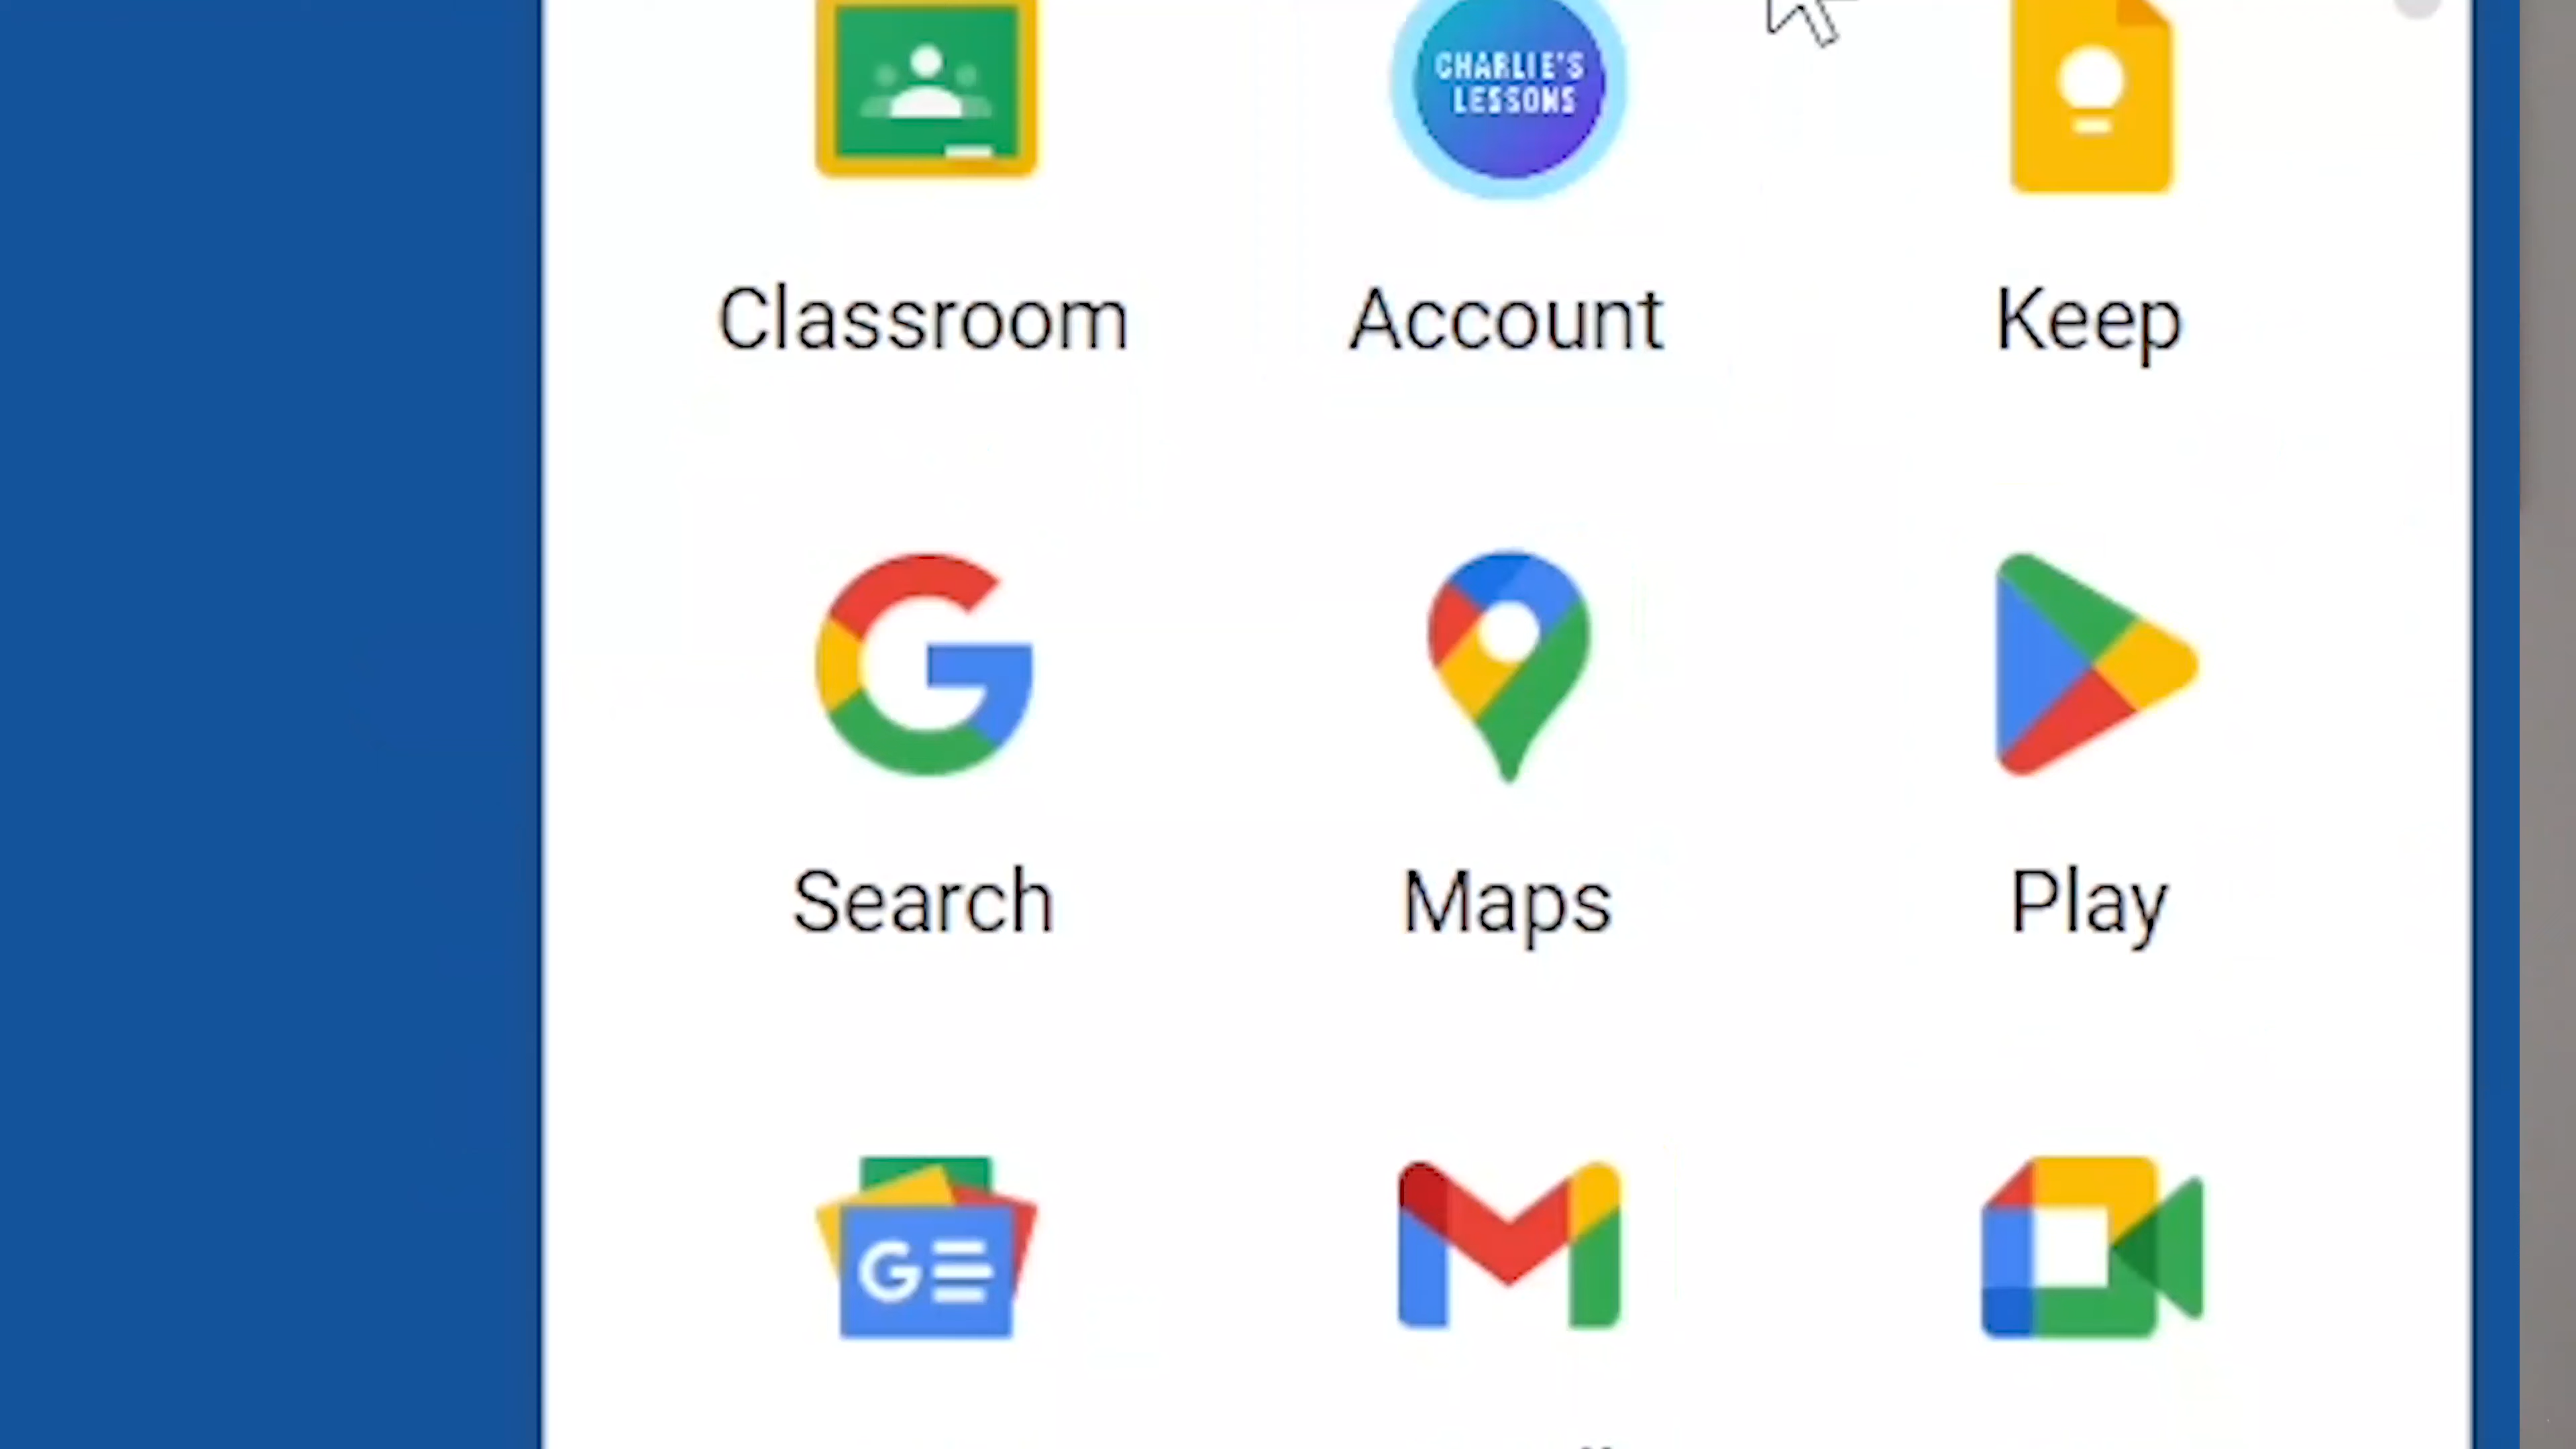 CHARLIE'S
LESSONS
Classroom
Account
Keep
Search
Maps
Play
G